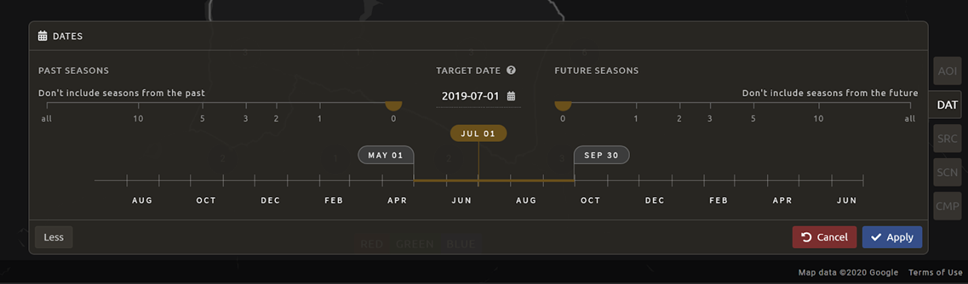 DATES
PAST SEASONS
TARGET DATE
FUTURE SEASONS
AOI
Don't include seasons from the past
2019-07-01
Don't include seasons from the future
DAT
all 10 5 3 2 1 0
0 1 2 3 5 10 all
JUL 01
SRC
MAY 01
SEP 30
SCN
AUG OCT DEC FEB APR JUN AUG OCT DEC FEB APR JUN
CMP
Less
RED GREEN BLUE
Cancel
Apply
Map data ©2020 Google Terms of Use